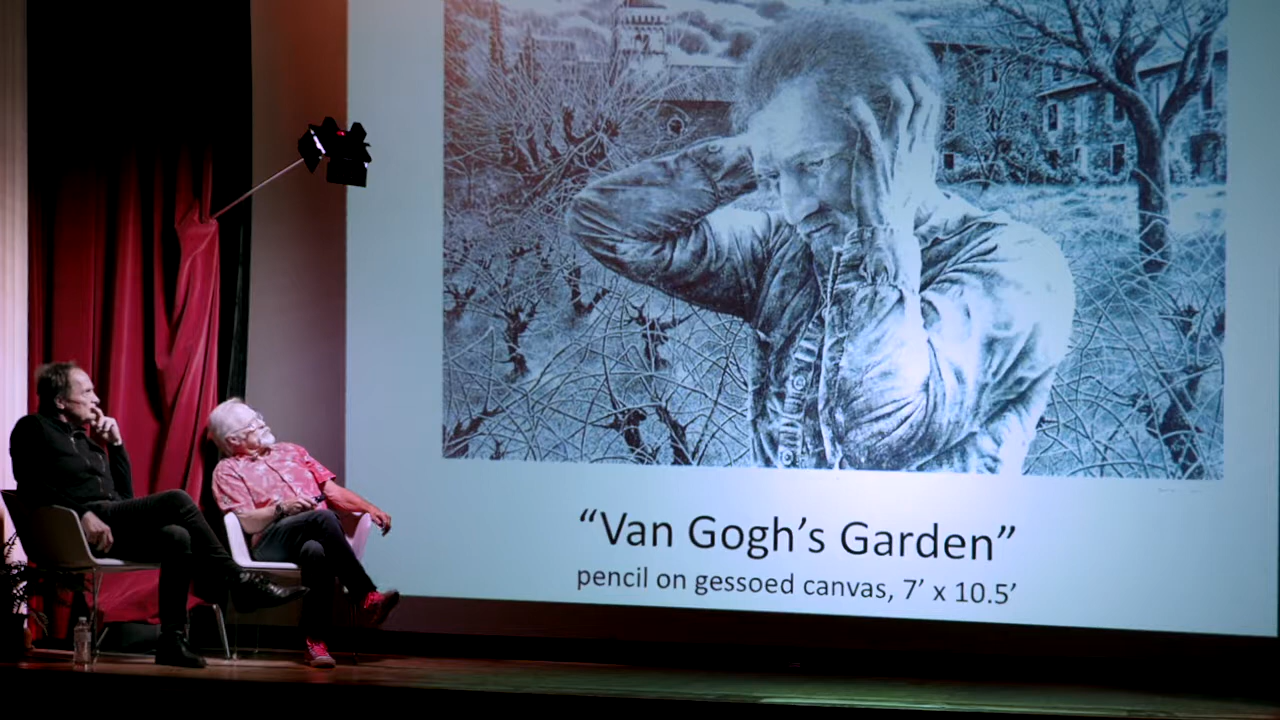 “Van Gogh’s Garden”
pencil on gessoed canvas, 7’ x 10.5’